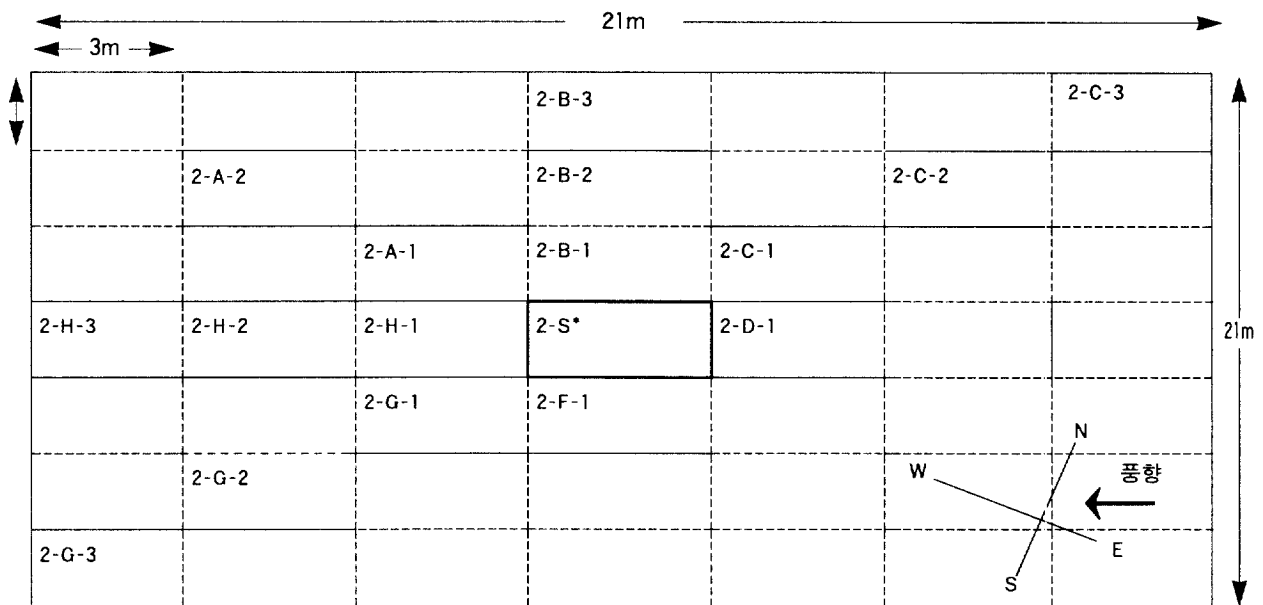 21m
3m
2-B-3
2-C-3
2-A-2
2-B-2
2-C-2
2-A-1
2-B-1
2-C-1
2-H-3
2-H-2
2-H-1
2-S*
2-D-1
21m
2-G-1
2-F-1
N
W
풍향
2-G-2
E
2-G-3
S